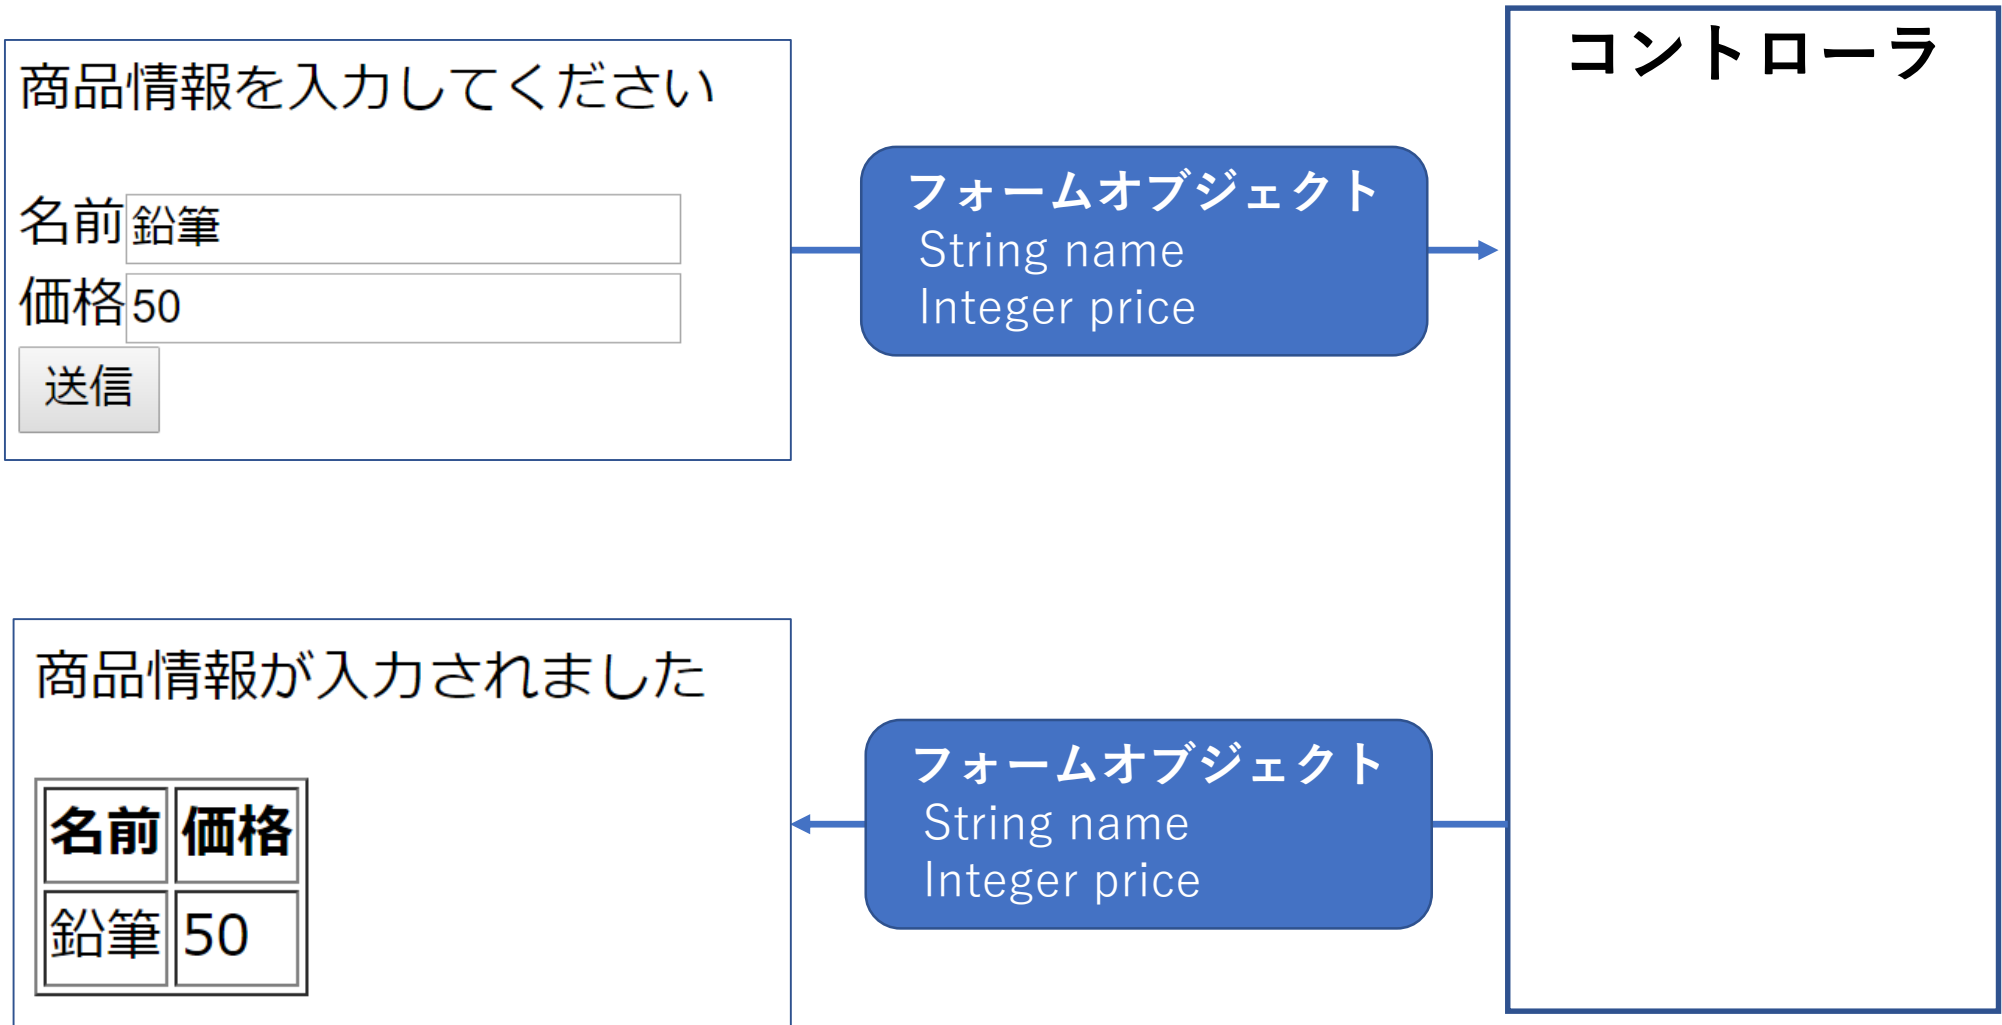 商品情報を入力してください
名前 鉛筆
価格 50
送信
フォームオブジェクト
String name
Integer price
コントローラ
商品情報が入力されました
名前 価格
鉛筆 50
フォームオブジェクト
String name
Integer price